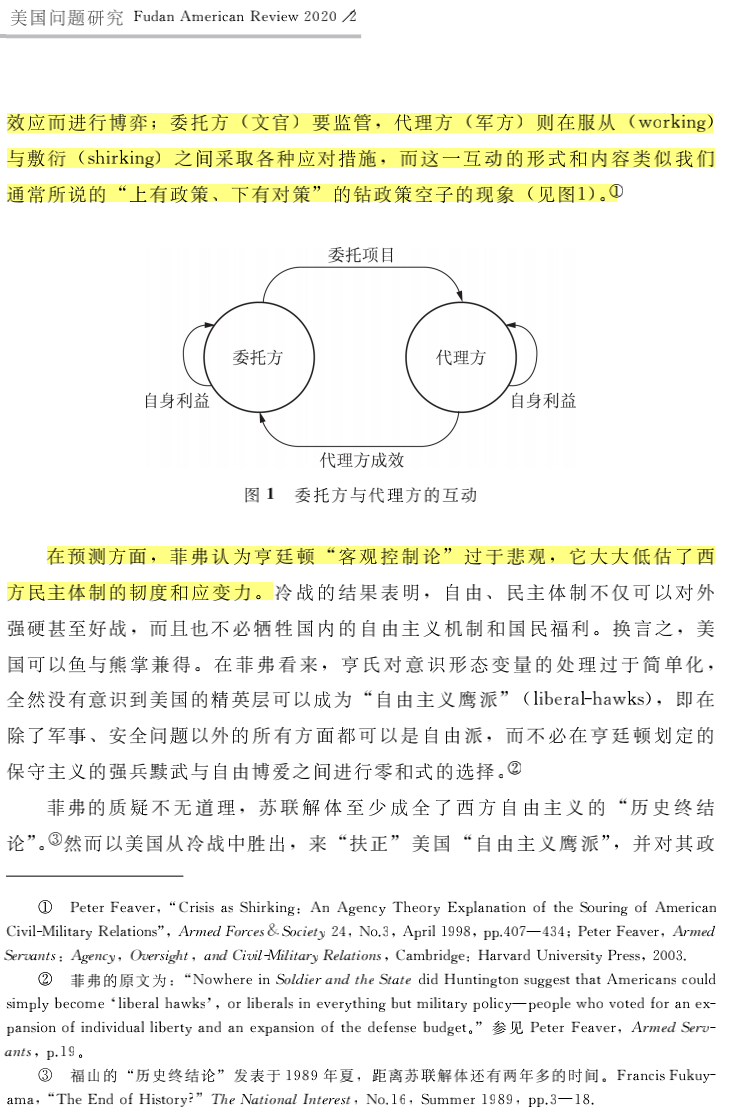 美国问题研究 Fudan American Review 2020 /2
效应而进行博弈；委托方（文官）要监管，代理方（军方）则在服从（working）
与敷衍（shirking）之间采取各种应对措施，而这一互动的形式和内容类似我们
通常所说的“上有政策、下有对策”的钻政策空子的现象（见图1）。①
委托项目
委托方
代理方
自身利益
自身利益
代理方成效
图 1 委托方与代理方的互动
在预测方面，菲弗认为亨廷顿“客观控制论”过于悲观，它大大低估了西
方民主体制的韧度和应变力。冷战的结果表明，自由、民主体制不仅可以对外
强硬甚至好战，而且也不必牺牲国内的自由主义机制和国民福利。换言之，美
国可以鱼与熊掌兼得。在菲弗看来，亨氏对意识形态变量的处理过于简单化，
全然没有意识到美国的精英层可以成为“自由主义鹰派”（liberal-hawks），即在
除了军事、安全问题以外的所有方面都可以是自由派，而不必在亨廷顿划定的
保守主义的强兵黩武与自由博爱之间进行零和式的选择。②
菲弗的质疑不无道理，苏联解体至少成全了西方自由主义的“历史终结
论”。③然而以美国从冷战中胜出，来“扶正”美国“自由主义鹰派”，并对其政
① Peter Feaver, “Crisis as Shirking: An Agency Theory Explanation of the Souring of American
Civil-Military Relations”, Armed Forces & Society 24, No.3, April 1998, pp.407—434; Peter Feaver, Armed
Servants: Agency, Oversight, and Civil-Military Relations, Cambridge: Harvard University Press, 2003.
② 菲弗的原文为：“Nowhere in Soldier and the State did Huntington suggest that Americans could
simply become ‘liberal hawks’, or liberals in everything but military policy—people who voted for an ex-
pansion of individual liberty and an expansion of the defense budget。” 参见 Peter Feaver, Armed Serv-
ants, p.19。
③ 福山的“历史终结论”发表于 1989 年夏，距离苏联解体还有两年多的时间。Francis Fukuy-
ama, “The End of History?” The National Interest, No.16, Summer 1989, pp.3—18.